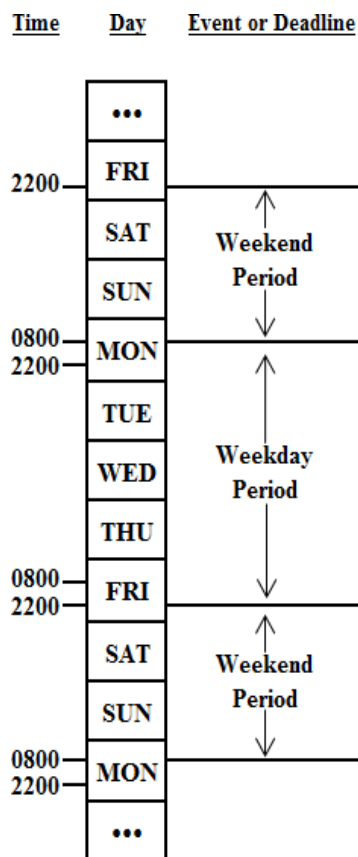 Time Day Event or Deadline
•••
2200 FRI
SAT
Weekend
Period
SUN
0800
MON
2200
TUE
WED
Weekday
Period
THU
0800
FRI
2200
SAT
Weekend
Period
SUN
0800
MON
2200
•••